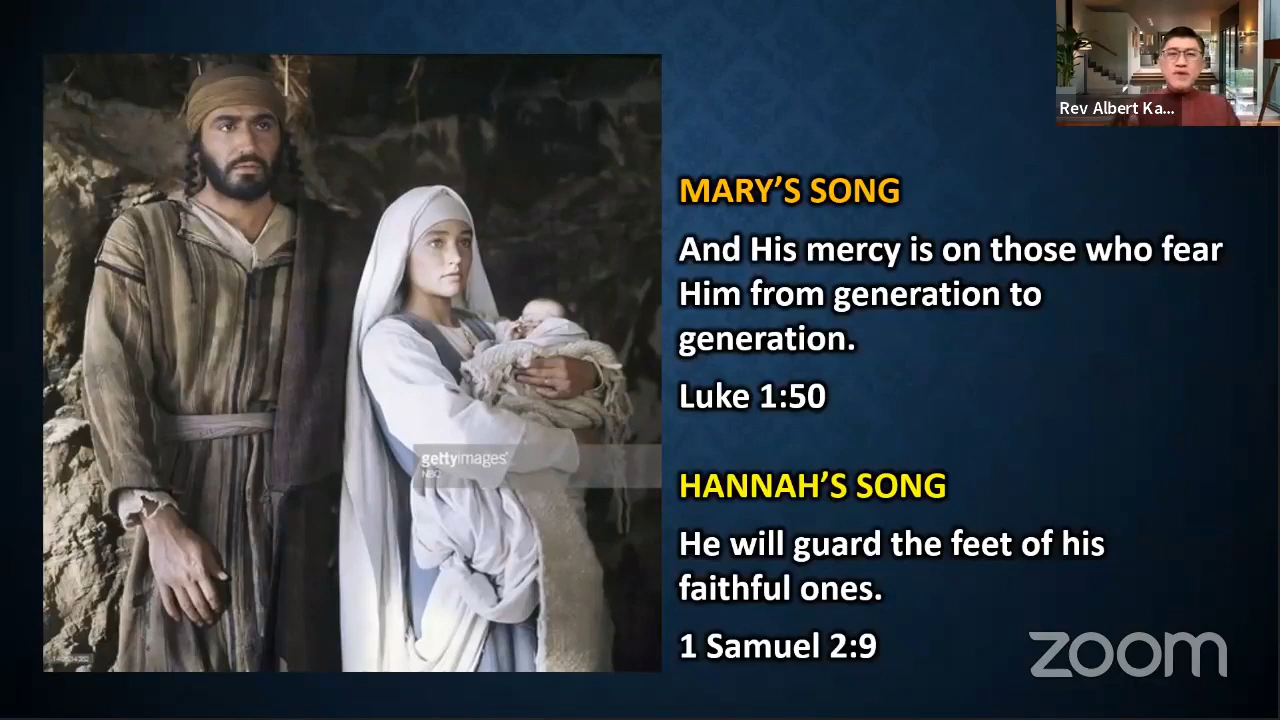 Rev Albert Ka...
MARY'S SONG
And His mercy is on those who fear
Him from generation to
generation.
Luke 1:50
HANNAH'S SONG
He will guard the feet of his
faithful ones.
1 Samuel 2:9
gettyimages®
NBC
zoom